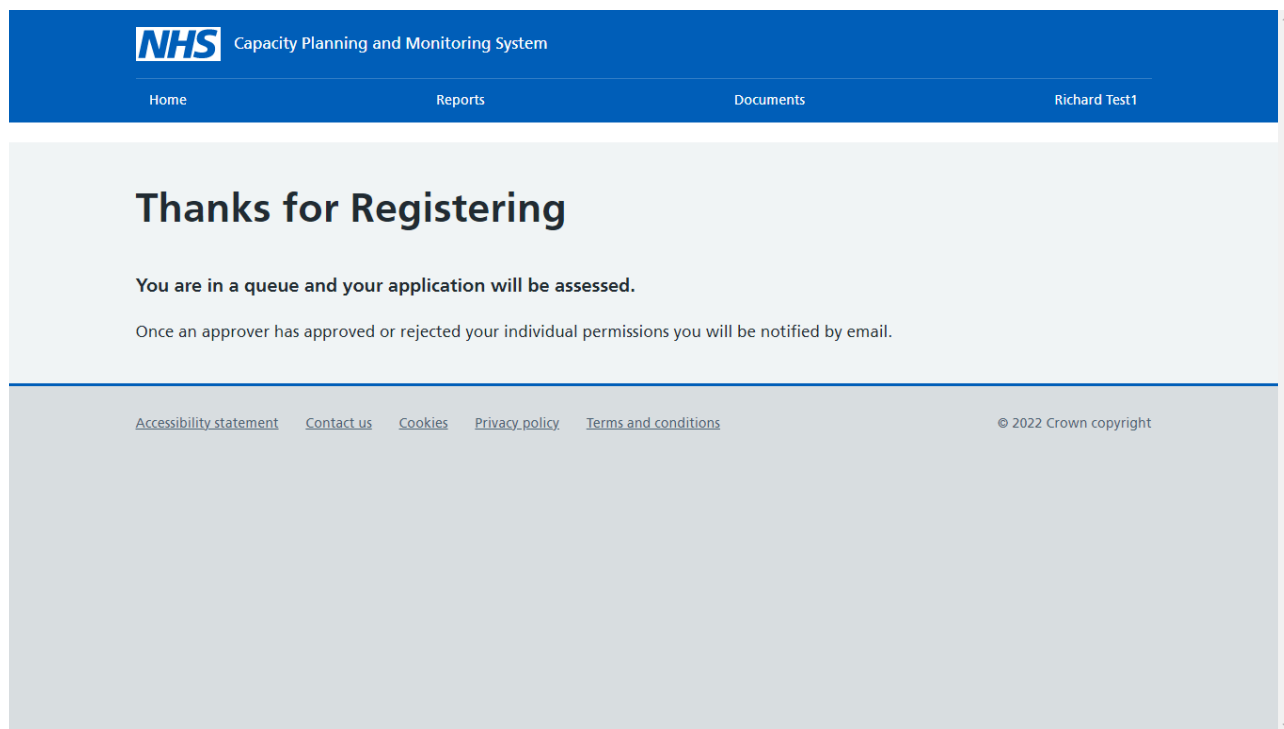 NHS Capacity Planning and Monitoring System
Home Reports Documents Richard Test1
Thanks for Registering
You are in a queue and your application will be assessed.
Once an approver has approved or rejected your individual permissions you will be notified by email.
Accessibility statement Contact us Cookies Privacy policy Terms and conditions © 2022 Crown copyright